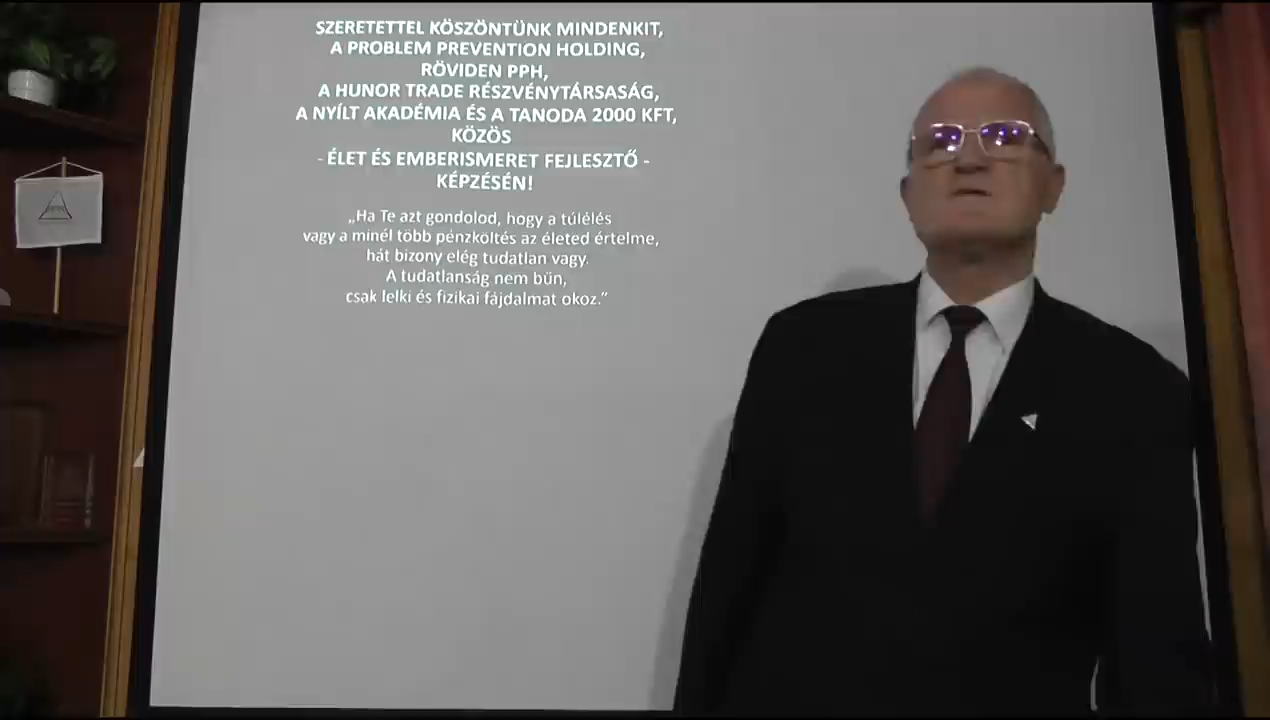 SZERETETTEL KÖSZÖNTÜNK MINDENKIT,
A PROBLEM PREVENTION HOLDING,
RÖVIDEN PPH,
A HUNOR TRADE RÉSZVÉNYTÁRSASÁG,
A NYÍLT AKADÉMIA ÉS A TANODA 2000 KFT,
KÖZÖS
- ÉLET ÉS EMBERISMERET FEJLESZTŐ -
KÉPZÉSÉN!
„Ha Te azt gondolod, hogy a túlélés
vagy a minél több pénzköltés az életed értelme,
hát bizony elég tudatlan vagy.
A tudatlanság nem bűn,
csak lelki és fizikai fájdalmat okoz.”